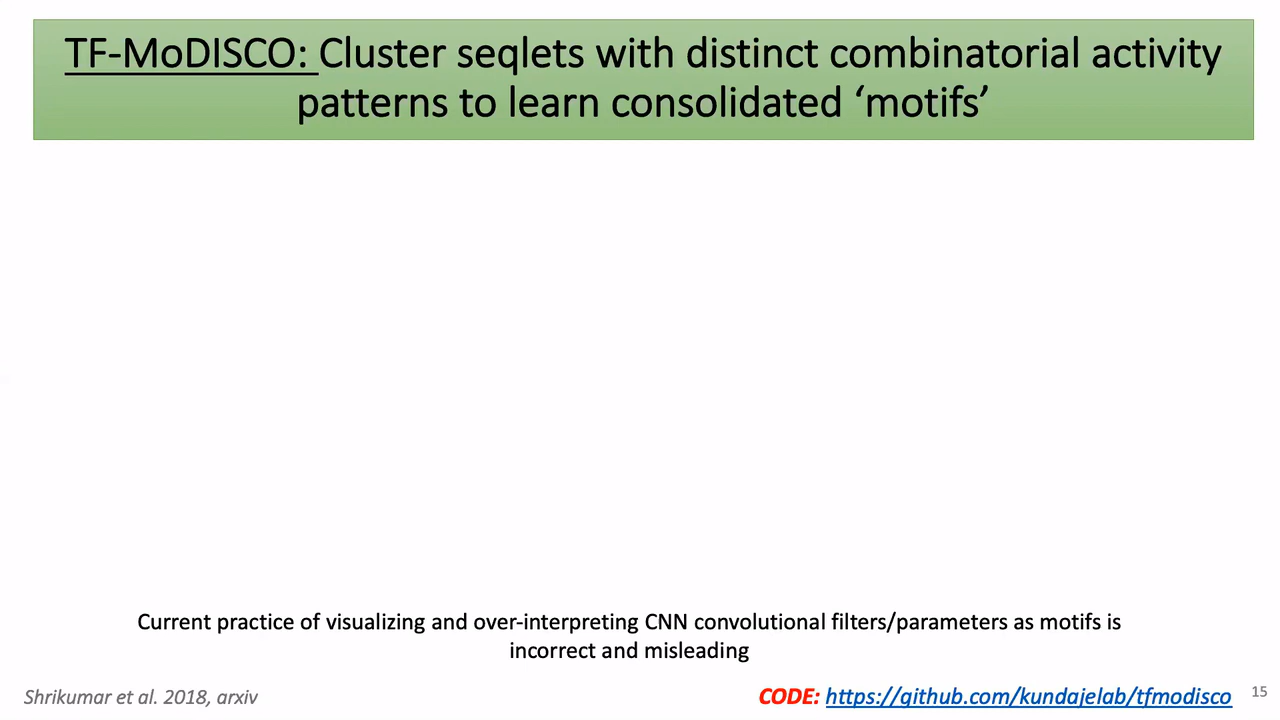 TF-MoDISCO: Cluster seqlets with distinct combinatorial activity
patterns to learn consolidated ‘motifs’
Current practice of visualizing and over-interpreting CNN convolutional filters/parameters as motifs is
incorrect and misleading
Shrikumar et al. 2018, arxiv
CODE: https://github.com/kundajelab/tfmodisco
15